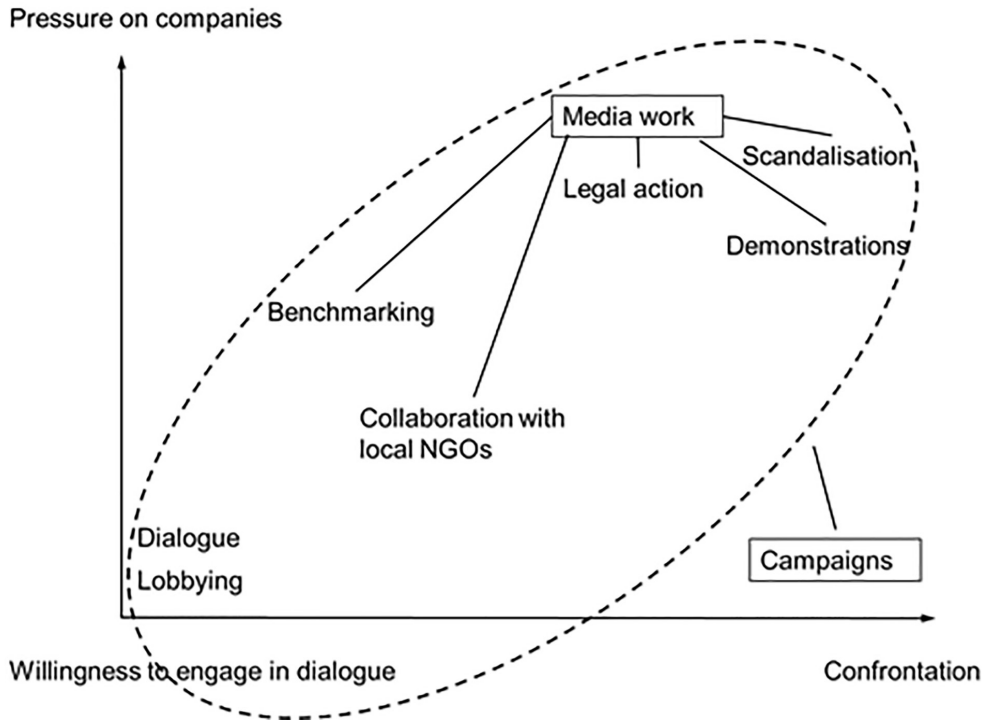 Pressure on companies
Media work
Scandalisation
Legal action
Demonstrations
Benchmarking
Collaboration with
local NGOs
Dialogue
Campaigns
Lobbying
Willingness to engage in dialogue
Confrontation